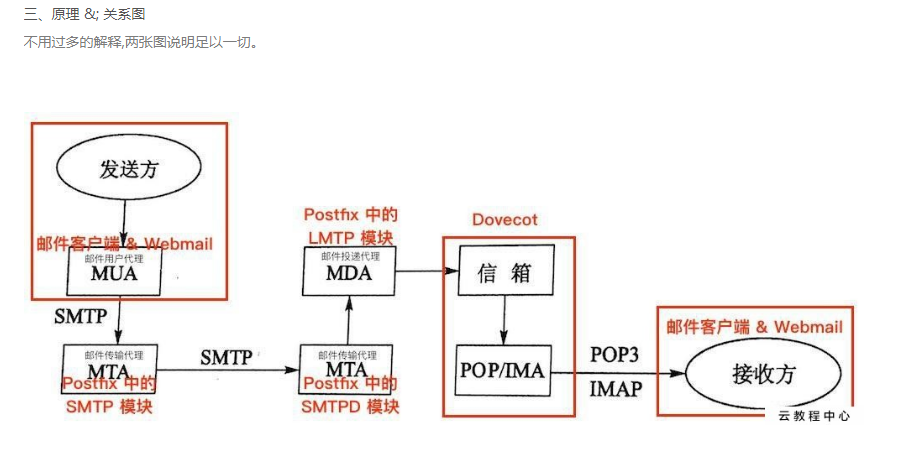 三、原理 &; 关系图
不用过多的解释,两张图说明足以一切。
发送方
邮件客户端 & Webmail
邮件用户代理
MUA
SMTP
邮件传输代理
MTA
Postfix 中的
SMTP 模块
SMTP
Postfix 中的
LMTP 模块
邮件投递代理
MDA
邮件传输代理
MTA
Postfix 中的
SMTPD 模块
Dovecot
信 箱
POP/IMA
POP3
IMAP
邮件客户端 & Webmail
接收方
云教程中心